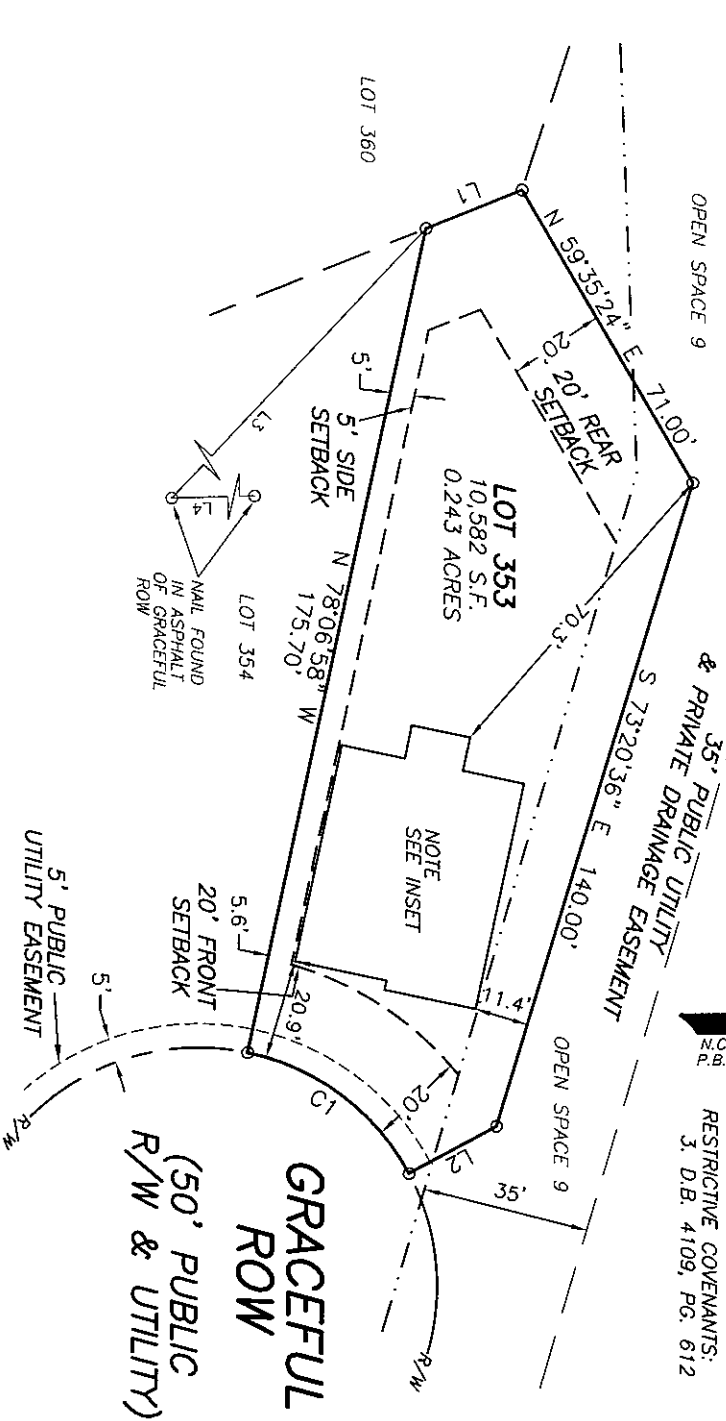 OPEN SPACE 9
LOT 360
L1
N 59°35'24" E 71.00'
20'
20' REAR
SETBACK
LOT 353
10,582 S.F.
0.243 ACRES
5'
5' SIDE
SETBACK
L3
L4
NAIL FOUND
IN ASPHALT
OF GRACEFUL
ROW
LOT 354
N 78°06'58" W
175.70'
70.3'
S 73°20'36" E 140.00'
35' PUBLIC UTILITY
& PRIVATE DRAINAGE EASEMENT
NOTE
SEE INSET
11.4'
5.6'
20' FRONT
SETBACK
20.9'
5' PUBLIC
UTILITY EASEMENT
5'
R/W
C1
20'
L2
OPEN SPACE 9
35'
R/W
GRACEFUL
ROW
(50' PUBLIC
R/W & UTILITY)
N.C
P.B.
RESTRICTIVE COVENANTS:
3. D.B. 4109, PG. 612